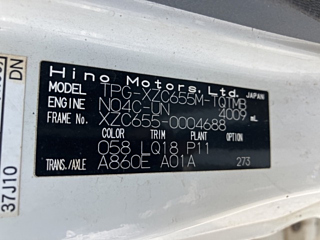 Hino Motors, Ltd. JAPAN
MODEL TPG-XZC655M-TQTMB
ENGINE N04C-UN 4009 mL
FRAME No. XZC655-0004688
COLOR TRIM PLANT OPTION
058 LQ18 P11
TRANS./AXLE A860E A01A 273
DN
37J10